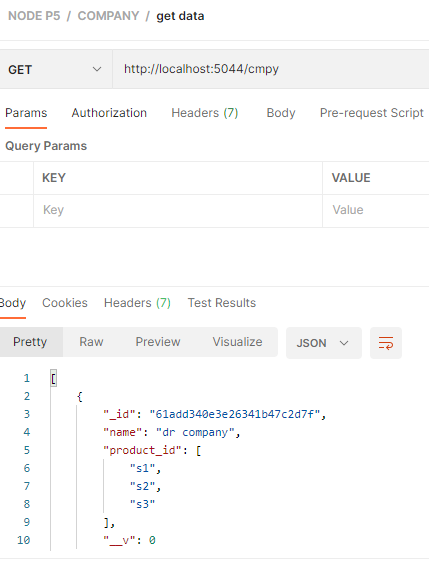 NODE P5 / COMPANY / get data
GET http://localhost:5044/cmpy
Params Authorization Headers (7) Body Pre-request Script
Query Params
KEY VALUE
Key Value
Body Cookies Headers (7) Test Results
Pretty Raw Preview Visualize JSON
1 [
2 {
3 "_id": "61add340e3e26341b47c2d7f",
4 "name": "dr company",
5 "product_id": [
6 "s1",
7 "s2",
8 "s3"
9 ],
10 "__v": 0